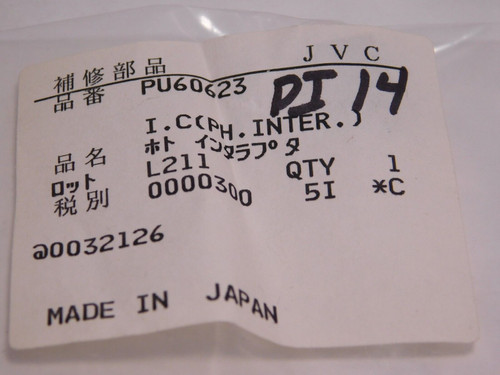 補修部品 JVC
品番 PU60623 DI 14
I.C(PH.INTER.)
ホト インタラプタ
品名 L211 QTY 1
ロット 0000300 5I *C
税別
@0032126
MADE IN JAPAN